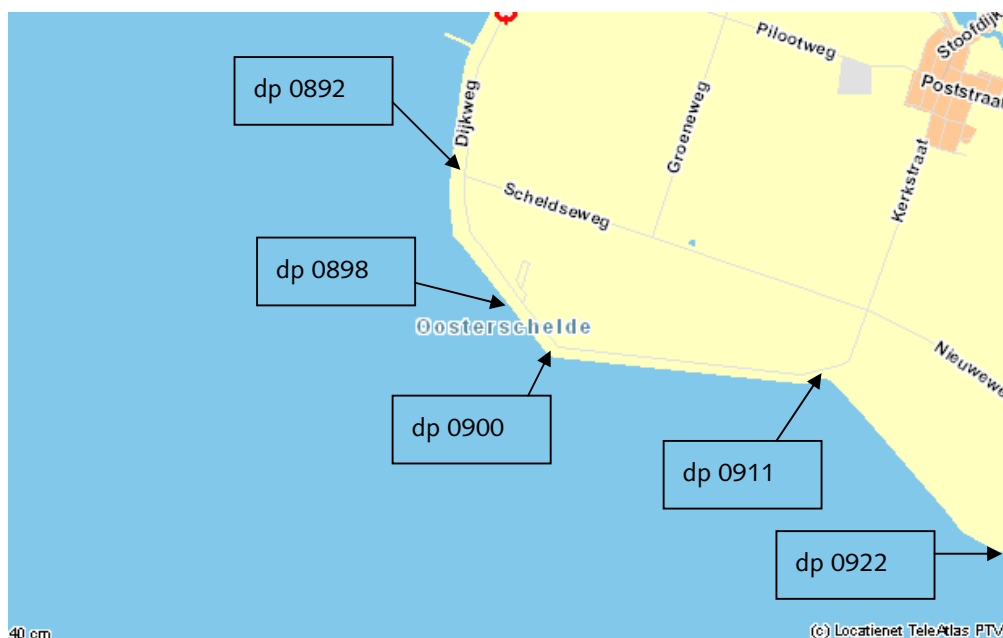 Stoofdijk
Pilootweg
Poststraat
dp 0892
Dijkweg
Groeneweg
Scheldseweg
Kerkstraat
dp 0898
Oosterschelde
Nieuwewe
dp 0900
dp 0911
dp 0922
40 cm
(c) Locatienet TeleAtlas PTV